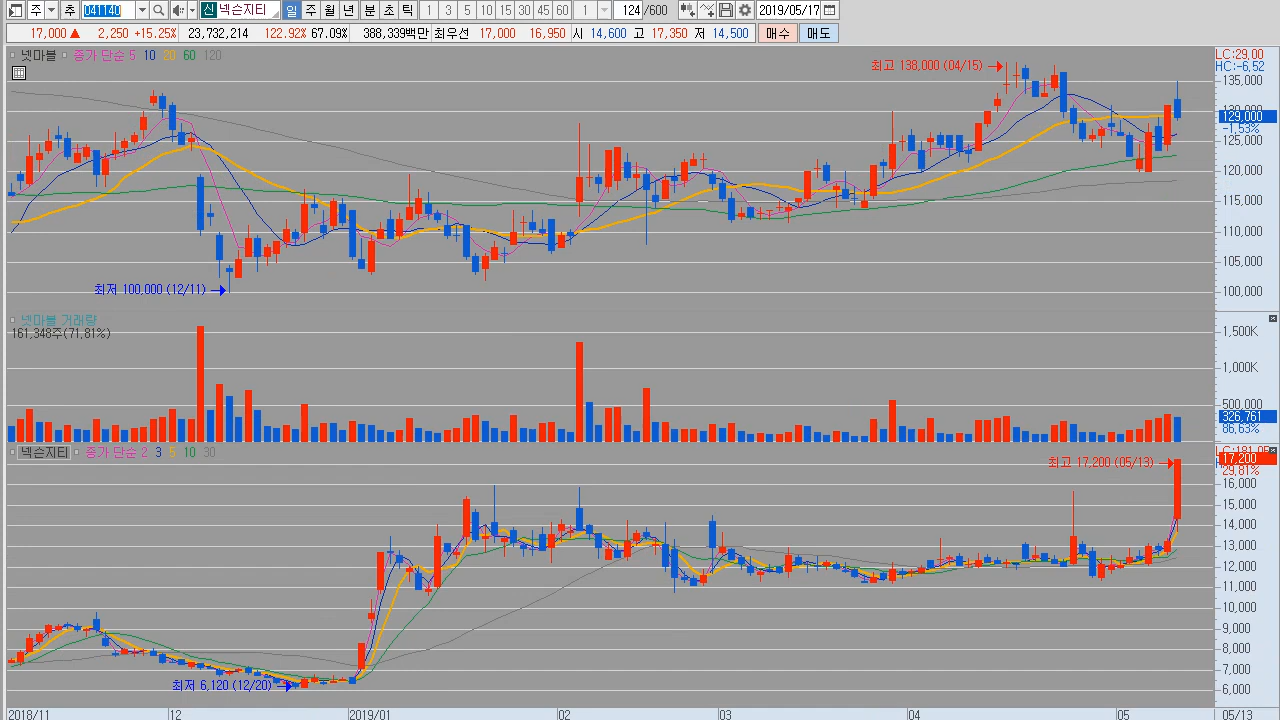 주 축 041140 신 넥슨지티 일 주 월 년 분 초 틱 1 3 5 10 15 30 45 60 1 124 /600 2019/05/17
17,000 ▲ 2,250 +15.25% 23,732,214 122.92% 67.09% 388,339백만 최우선 17,000 16,950 시 14,600 고 17,350 저 14,500 매수 매도
넷마블 종가 단순 5 10 20 60 120
LC:29,00
HC:-6,52
최고 138,000 (04/15)
135,000
129,000
-1,53%
125,000
120,000
115,000
110,000
105,000
최저 100,000 (12/11)
100,000
넷마블 거래량
161,348주(71,81%)
1,500K
1,000K
500,000
326,761
86,63%
넥슨지티 종가 단순 2 3 5 10 30
최고 17,200 (05/13)
17,200
29,81%
16,000
15,000
14,000
13,000
12,000
11,000
10,000
9,000
8,000
7,000
최저 6,120 (12/20)
6,000
2018/11 12 2019/01 02 03 04 05 05/13